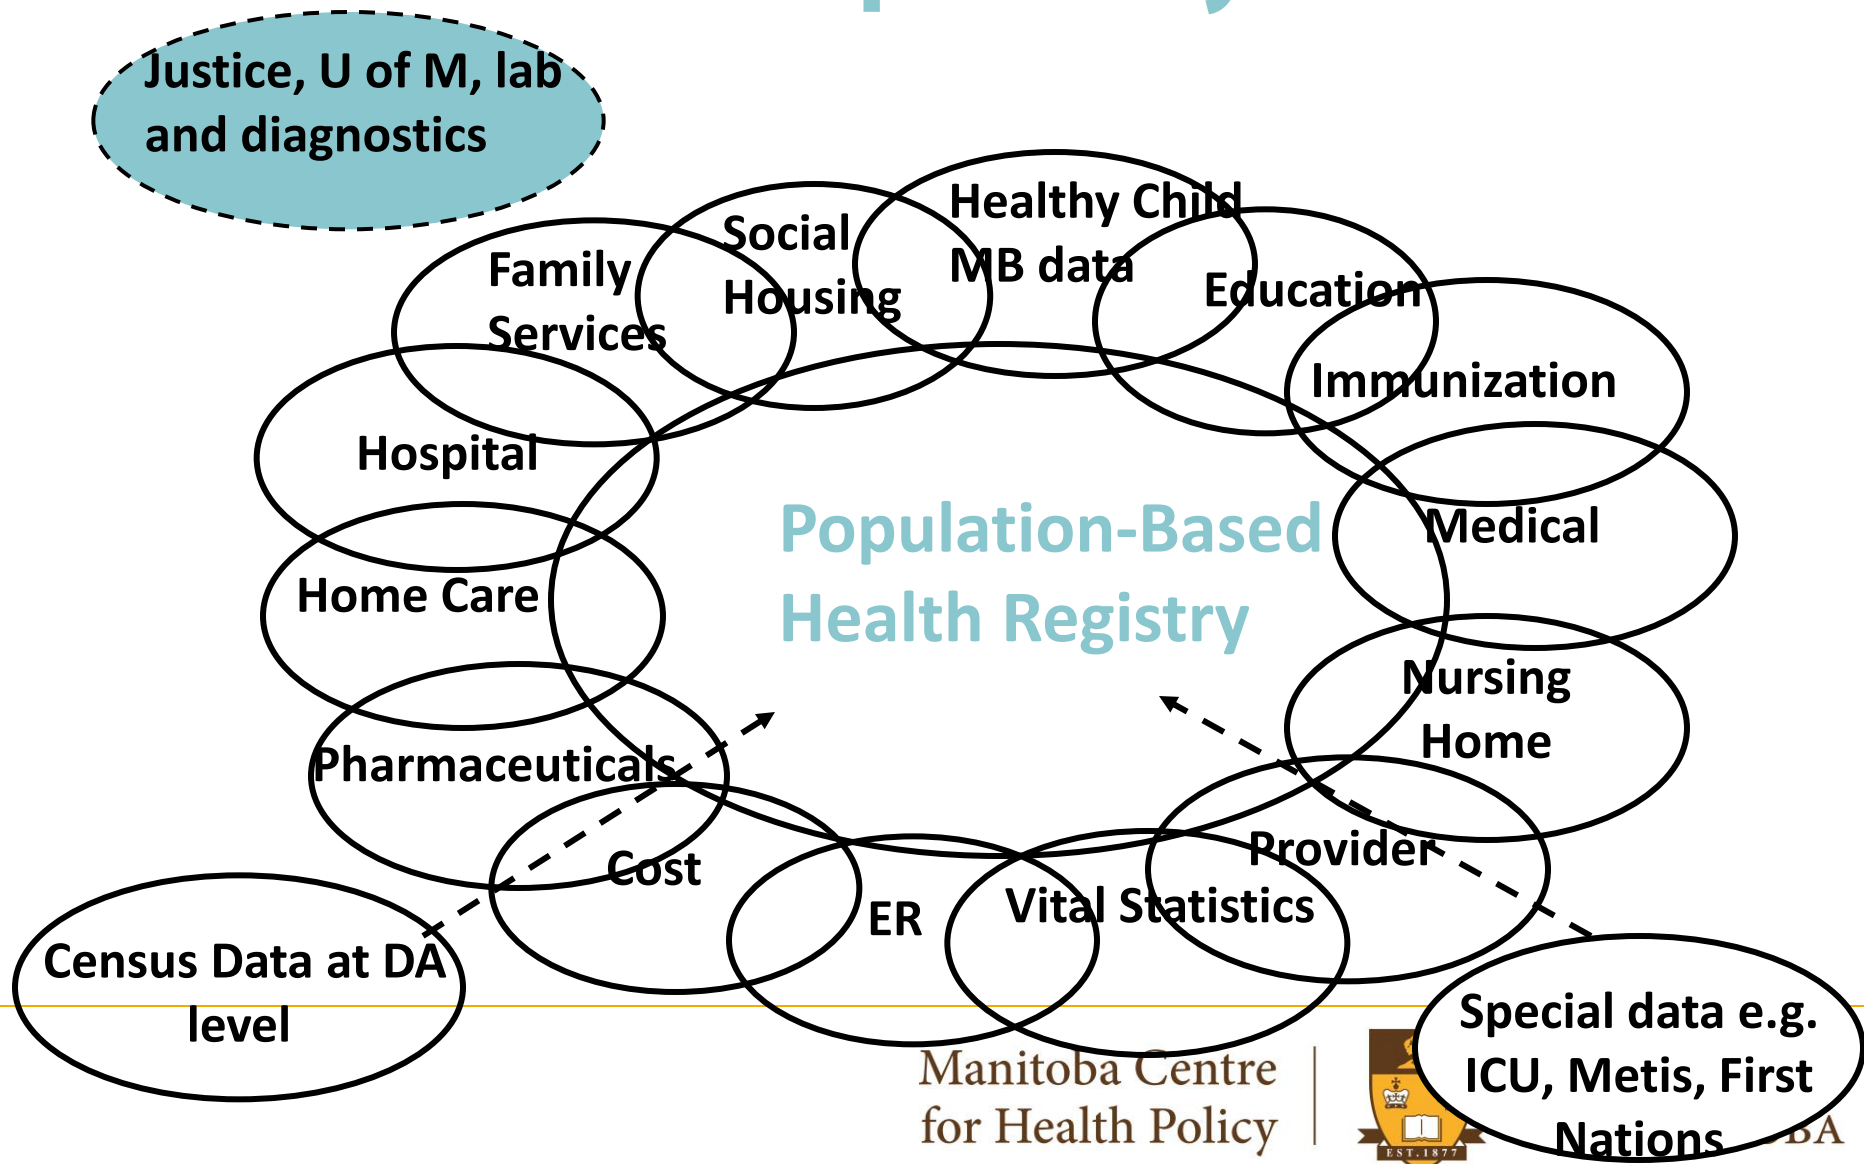 Justice, U of M, lab
and diagnostics
Healthy Child
MB data
Social
Housing
Family
Services
Education
Immunization
Hospital
Medical
Population-Based
Health Registry
Home Care
Nursing
Home
Pharmaceuticals
Provider
Cost
ER
Vital Statistics
Census Data at DA
level
Special data e.g.
ICU, Metis, First
Nations
Manitoba Centre
for Health Policy
EST. 1877